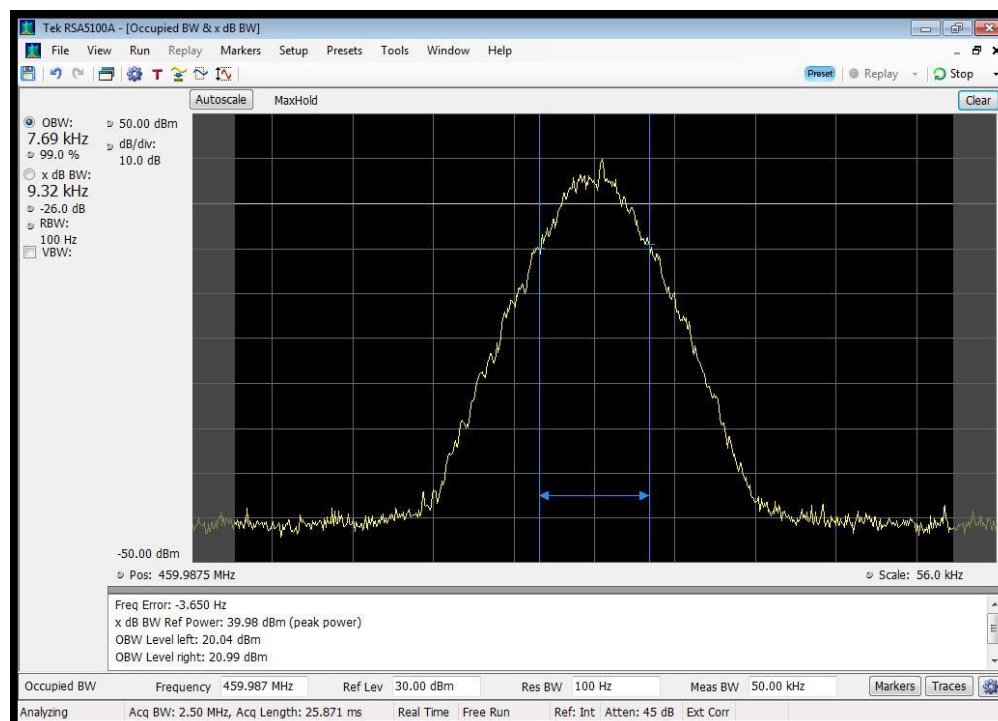 Tek RSA5100A - [Occupied BW & x dB BW]
File View Run Replay Markers Setup Presets Tools Window Help
T Preset Replay Stop
Autoscale MaxHold Clear
OBW:
7.69 kHz
99.0 %
x dB BW:
9.32 kHz
-26.0 dB
RBW:
100 Hz
VBW:
50.00 dBm
dB/div:
10.0 dB
-50.00 dBm
Pos: 459.9875 MHz Scale: 56.0 kHz
Freq Error: -3.650 Hz
x dB BW Ref Power: 39.98 dBm (peak power)
OBW Level left: 20.04 dBm
OBW Level right: 20.99 dBm
Occupied BW Frequency 459.987 MHz Ref Lev 30.00 dBm Res BW 100 Hz Meas BW 50.00 kHz Markers Traces
Analyzing Acq BW: 2.50 MHz, Acq Length: 25.871 ms Real Time Free Run Ref: Int Atten: 45 dB Ext Corr